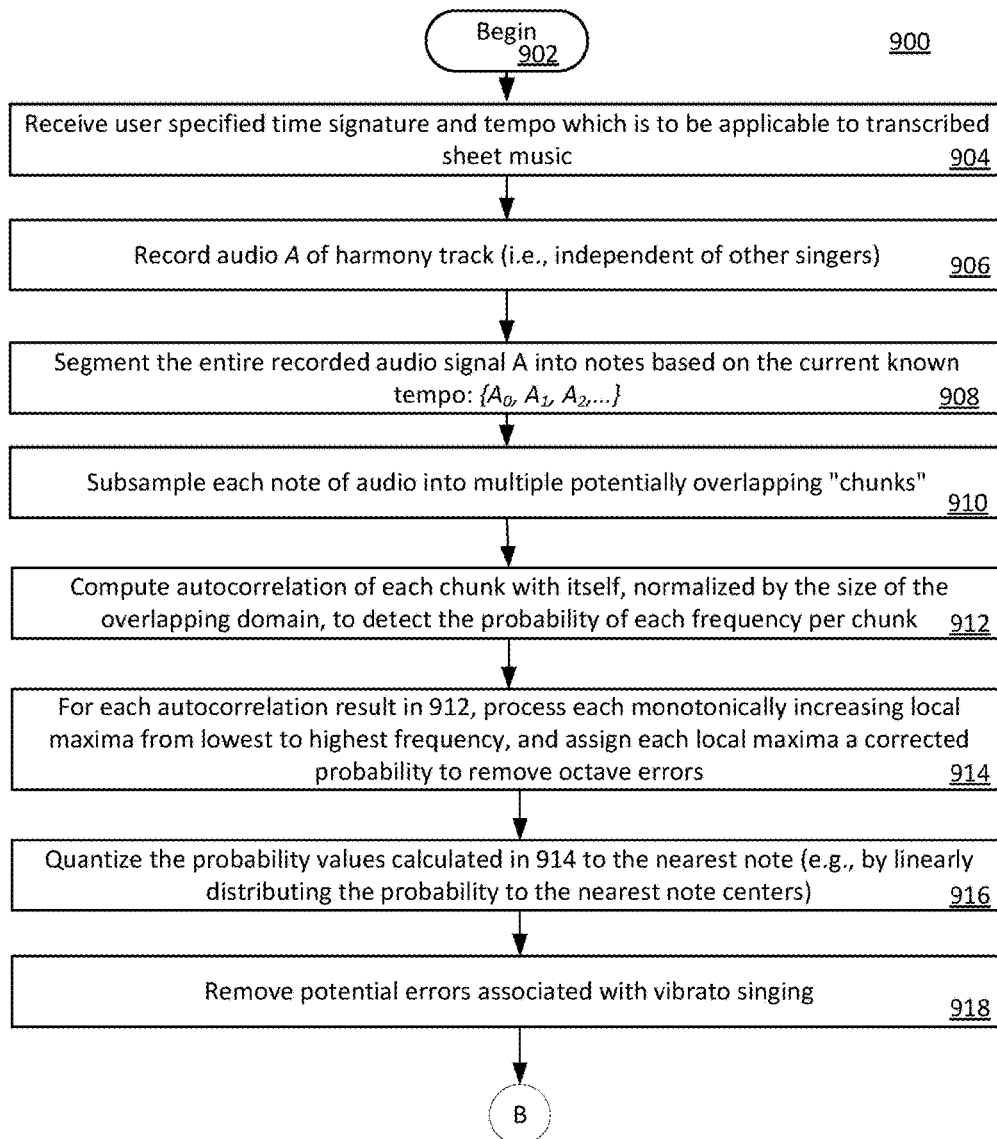 Begin
902
900
Receive user specified time signature and tempo which is to be applicable to transcribed
sheet music
904
Record audio A of harmony track (i.e., independent of other singers)
906
Segment the entire recorded audio signal A into notes based on the current known
tempo: {A₀, A₁, A₂,...}
908
Subsample each note of audio into multiple potentially overlapping "chunks"
910
Compute autocorrelation of each chunk with itself, normalized by the size of the
overlapping domain, to detect the probability of each frequency per chunk
912
For each autocorrelation result in 912, process each monotonically increasing local
maxima from lowest to highest frequency, and assign each local maxima a corrected
probability to remove octave errors
914
Quantize the probability values calculated in 914 to the nearest note (e.g., by linearly
distributing the probability to the nearest note centers)
916
Remove potential errors associated with vibrato singing
918
B